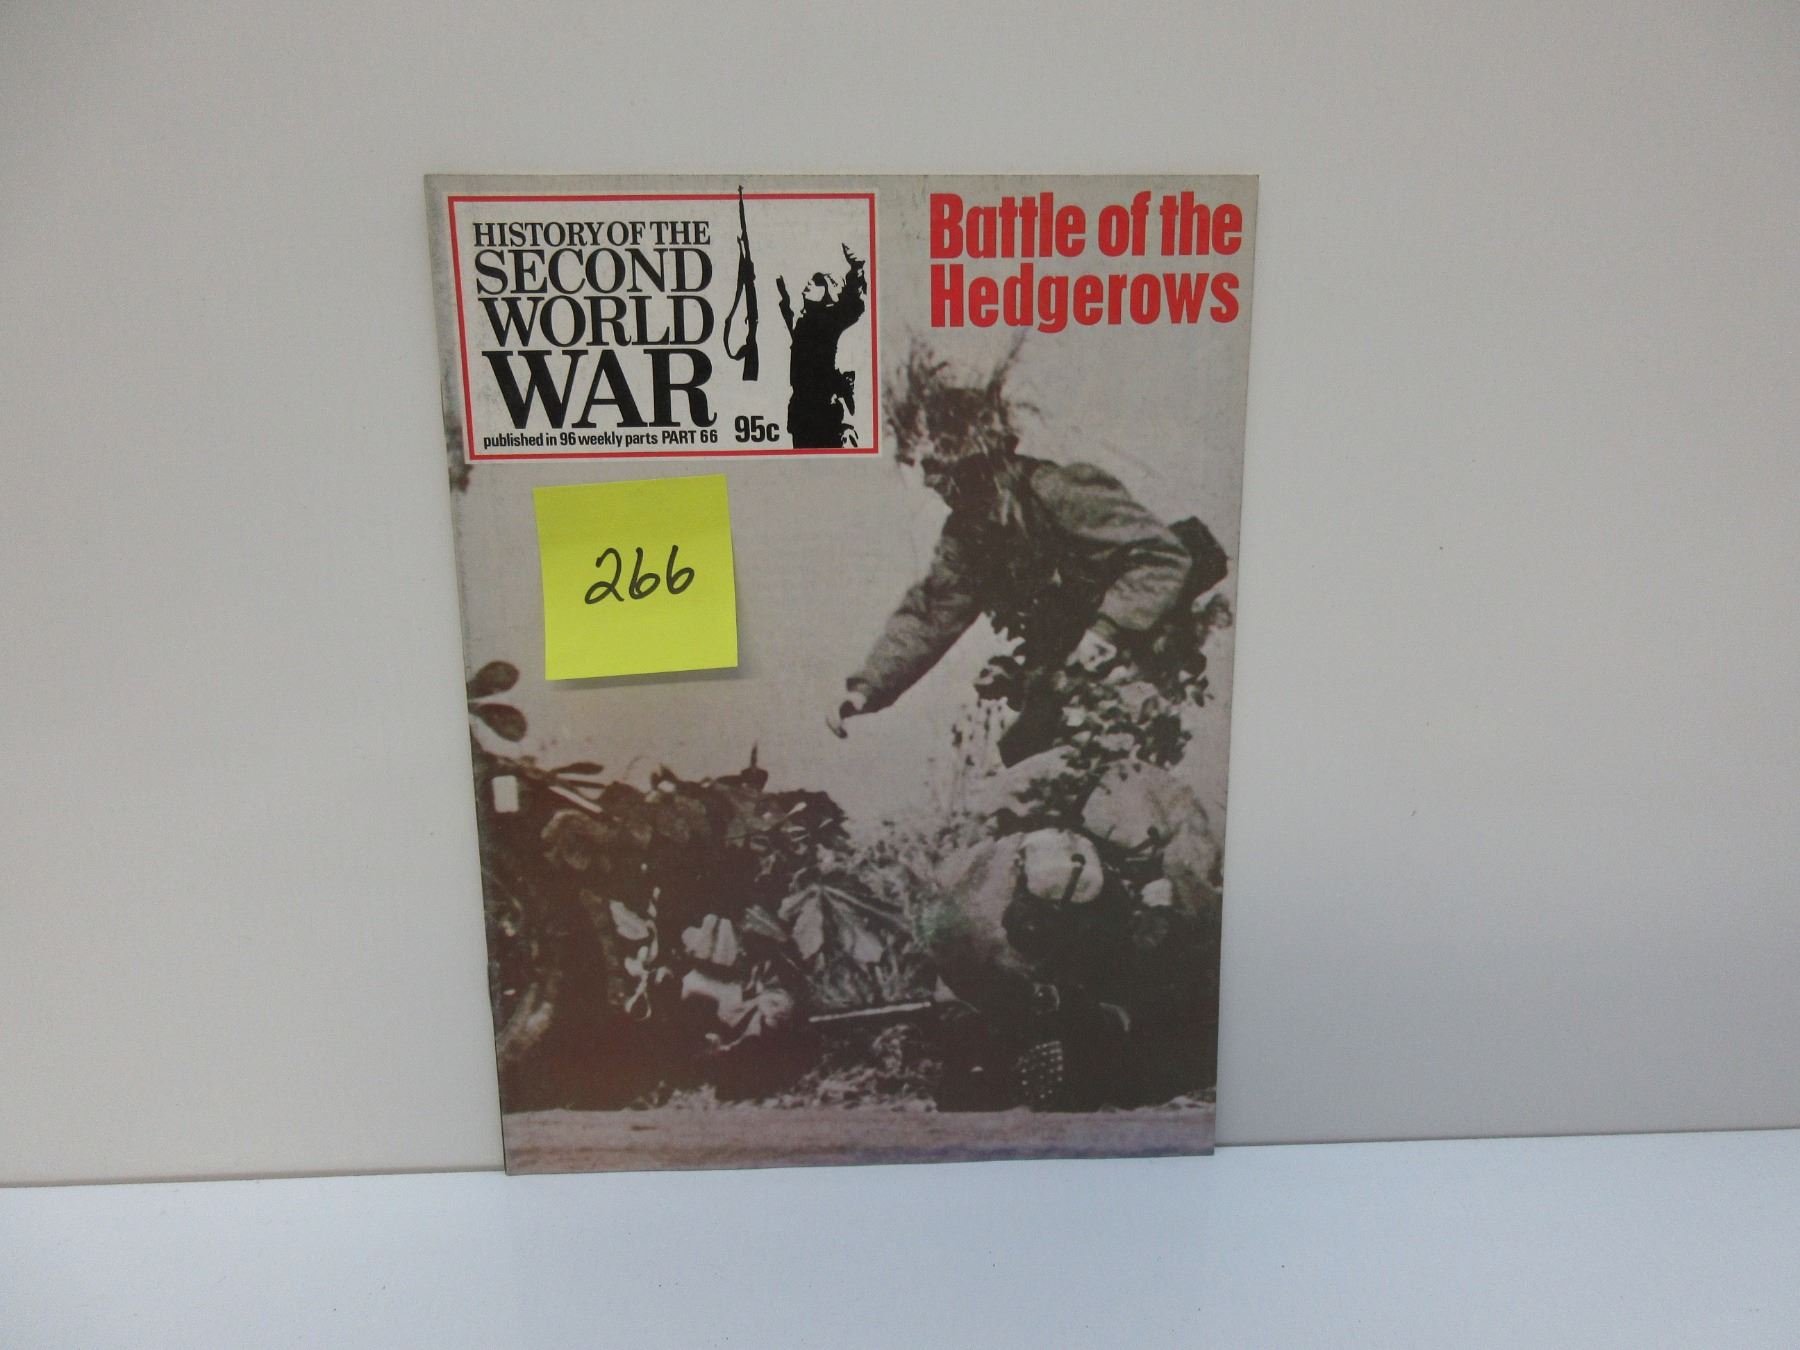 HISTORY OF THE
SECOND
WORLD
WAR
published in 96 weekly parts PART 66 95c
Battle of the
Hedgerows
266